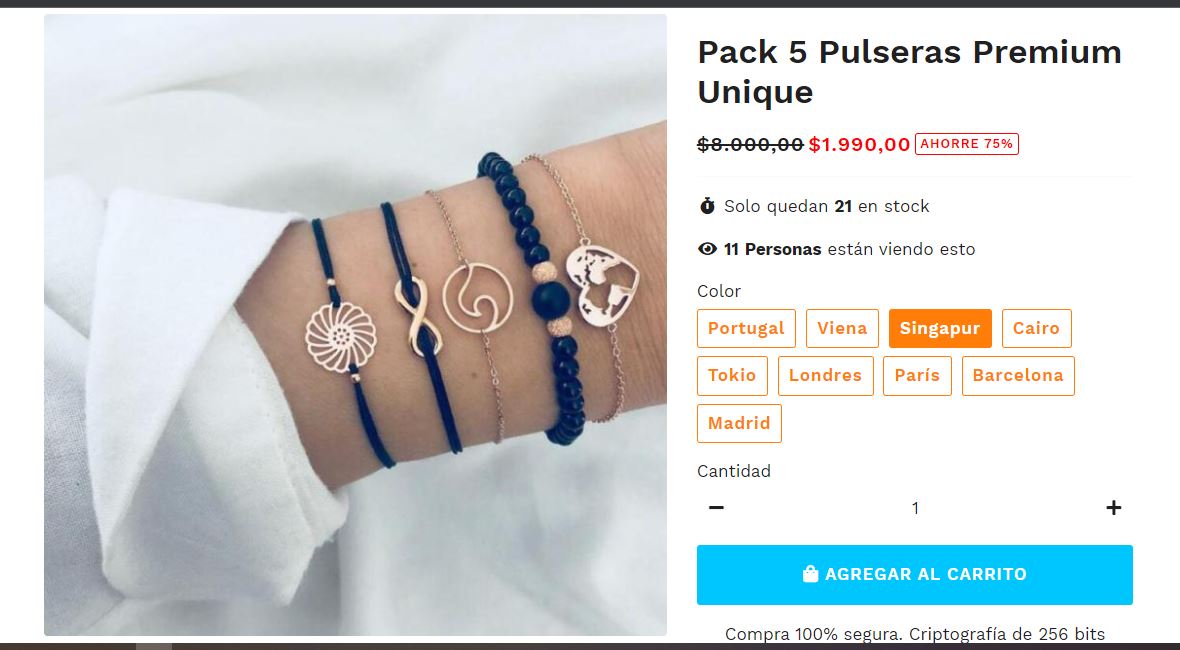 Pack 5 Pulseras Premium
Unique
$8.000,00 $1.990,00 AHORRE 75%
Solo quedan 21 en stock
11 Personas están viendo esto
Color
Portugal Viena Singapur Cairo
Tokio Londres París Barcelona
Madrid
Cantidad
1
AGREGAR AL CARRITO
Compra 100% segura. Criptografía de 256 bits